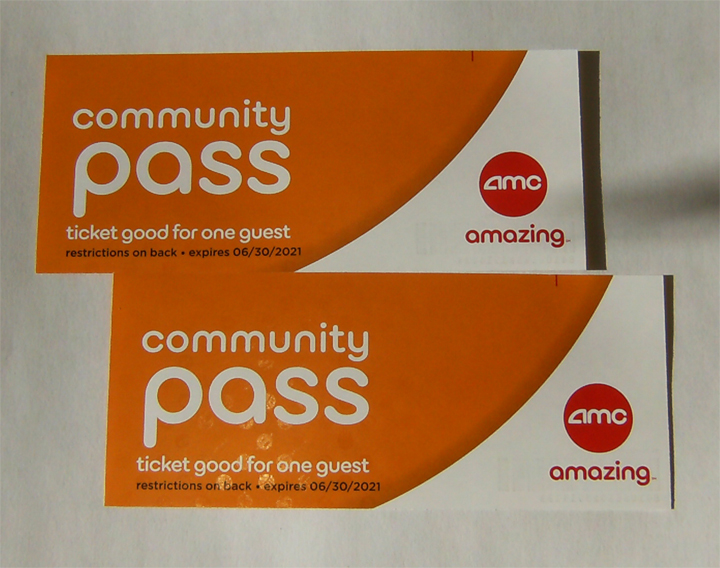 community
pass
ticket good for one guest
restrictions on back • expires 06/30/2021
amc
amazing
community
pass
ticket good for one guest
restrictions on back • expires 06/30/2021
amc
amazing